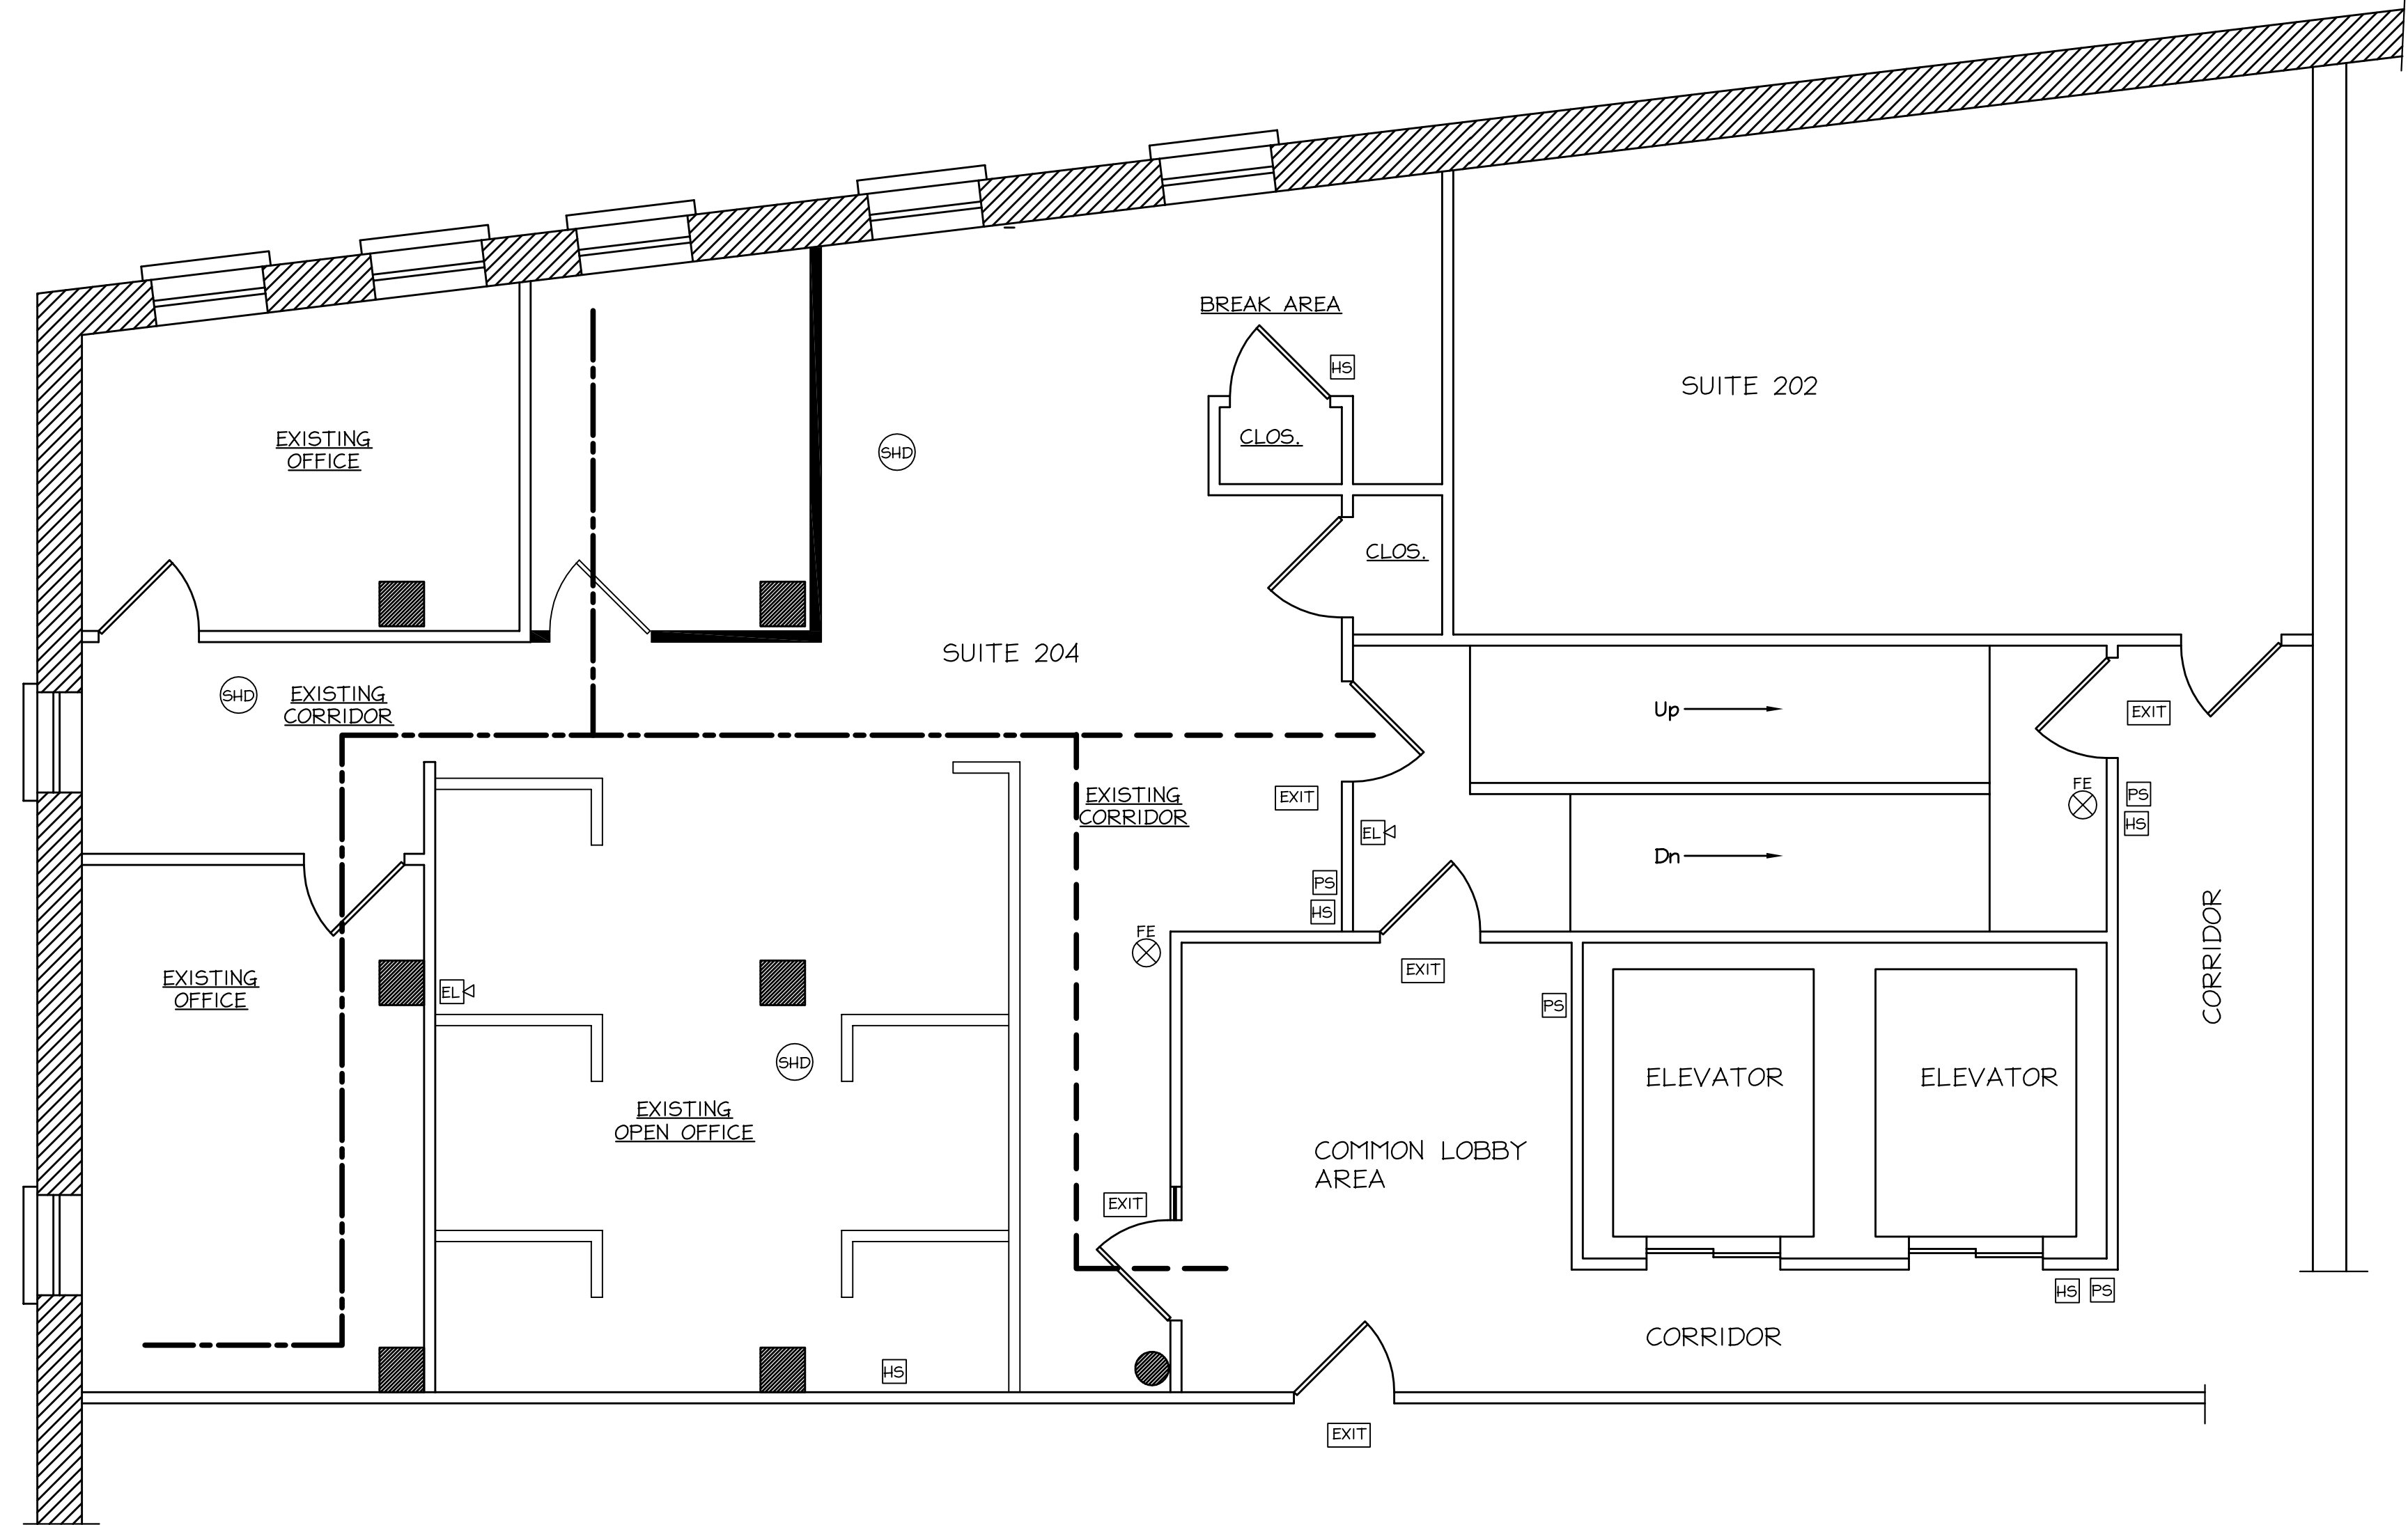 BREAK AREA
HS
SUITE 202
CLOS.
EXISTING
OFFICE
SHD
CLOS.
SUITE 204
SHD
EXISTING
CORRIDOR
Up
EXIT
EXISTING
CORRIDOR
EXIT
FE
PS
HS
EL
Dn
PS
HS
FE
CORRIDOR
EXISTING
OFFICE
EL
EXIT
PS
SHD
ELEVATOR
ELEVATOR
EXISTING
OPEN OFFICE
COMMON LOBBY
AREA
EXIT
HS
PS
CORRIDOR
HS
EXIT